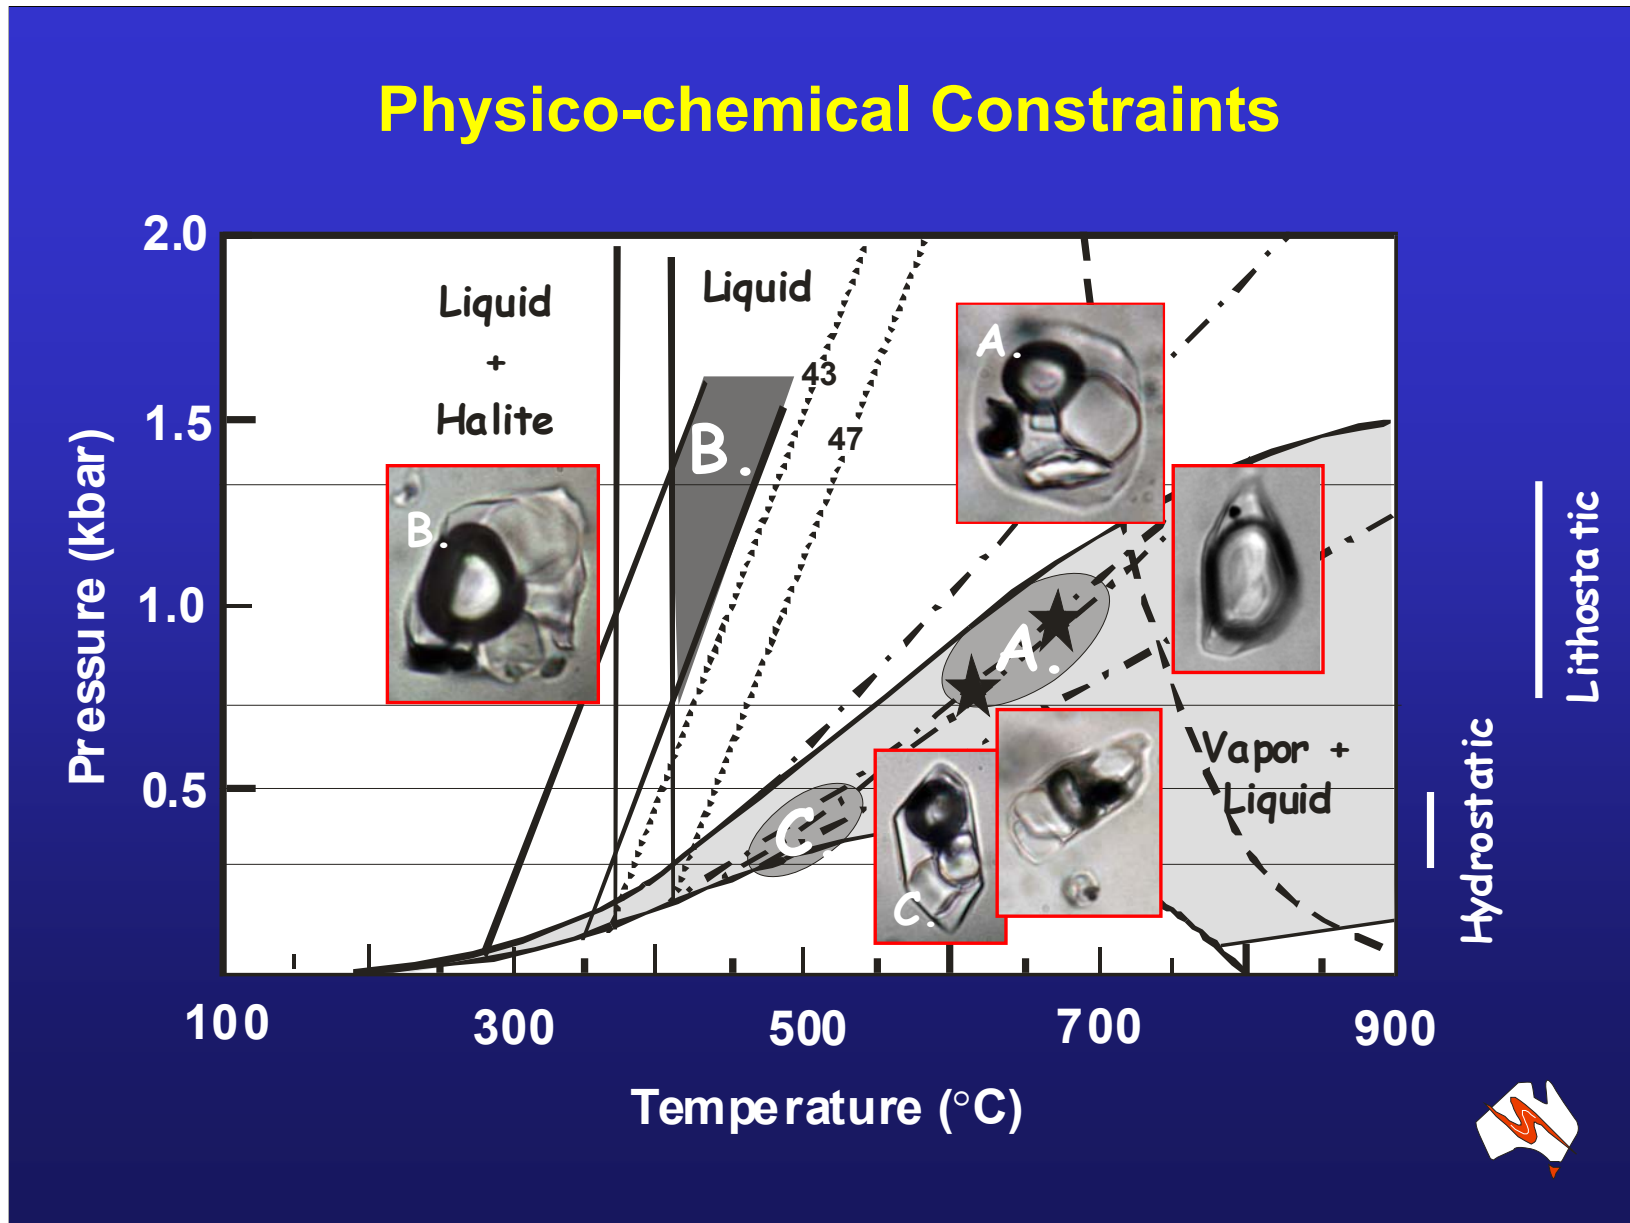 Physico-chemical Constraints
2.0
1.5
1.0
0.5
Pressure (kbar)
Liquid
+
Halite
Liquid
43
47
B.
B.
A.
A.
C.
C.
Vapor +
Liquid
Lithostatic
Hydrostatic
100
300
500
700
900
Temperature (°C)